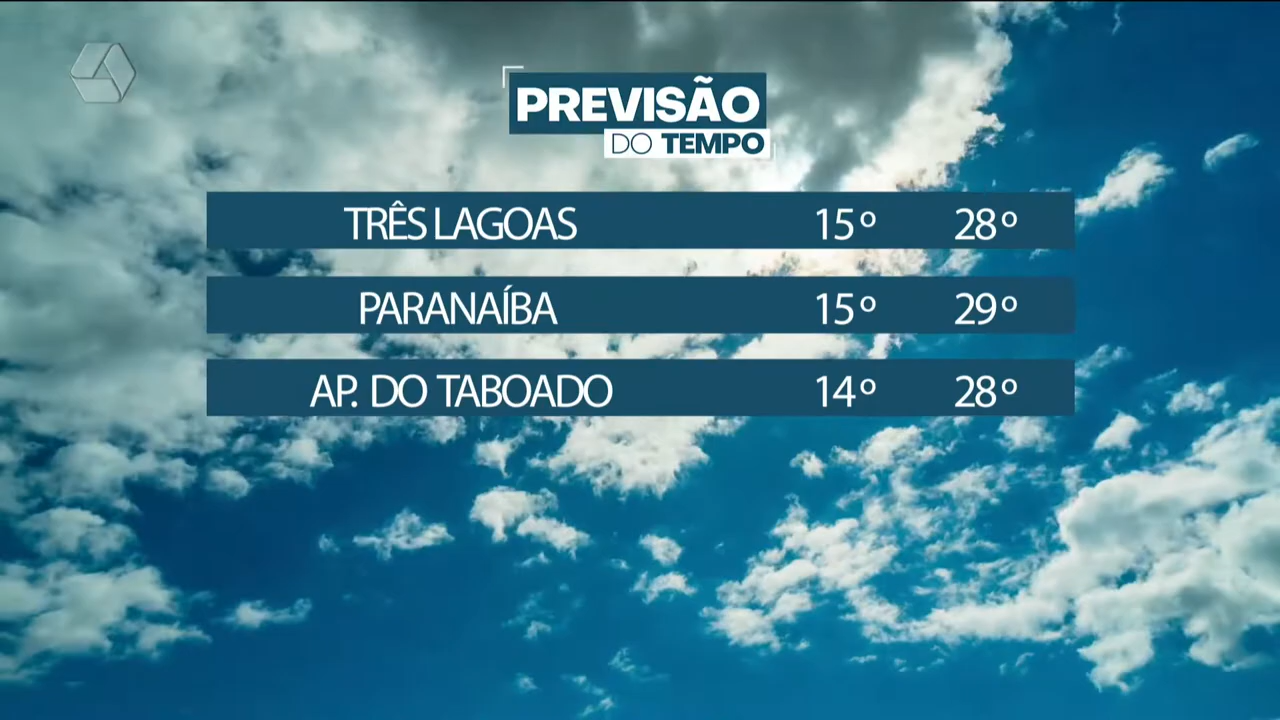 PREVISÃO
DO TEMPO
TRÊS LAGOAS 15º 28º
PARANAÍBA 15º 29º
AP. DO TABOADO 14º 28º